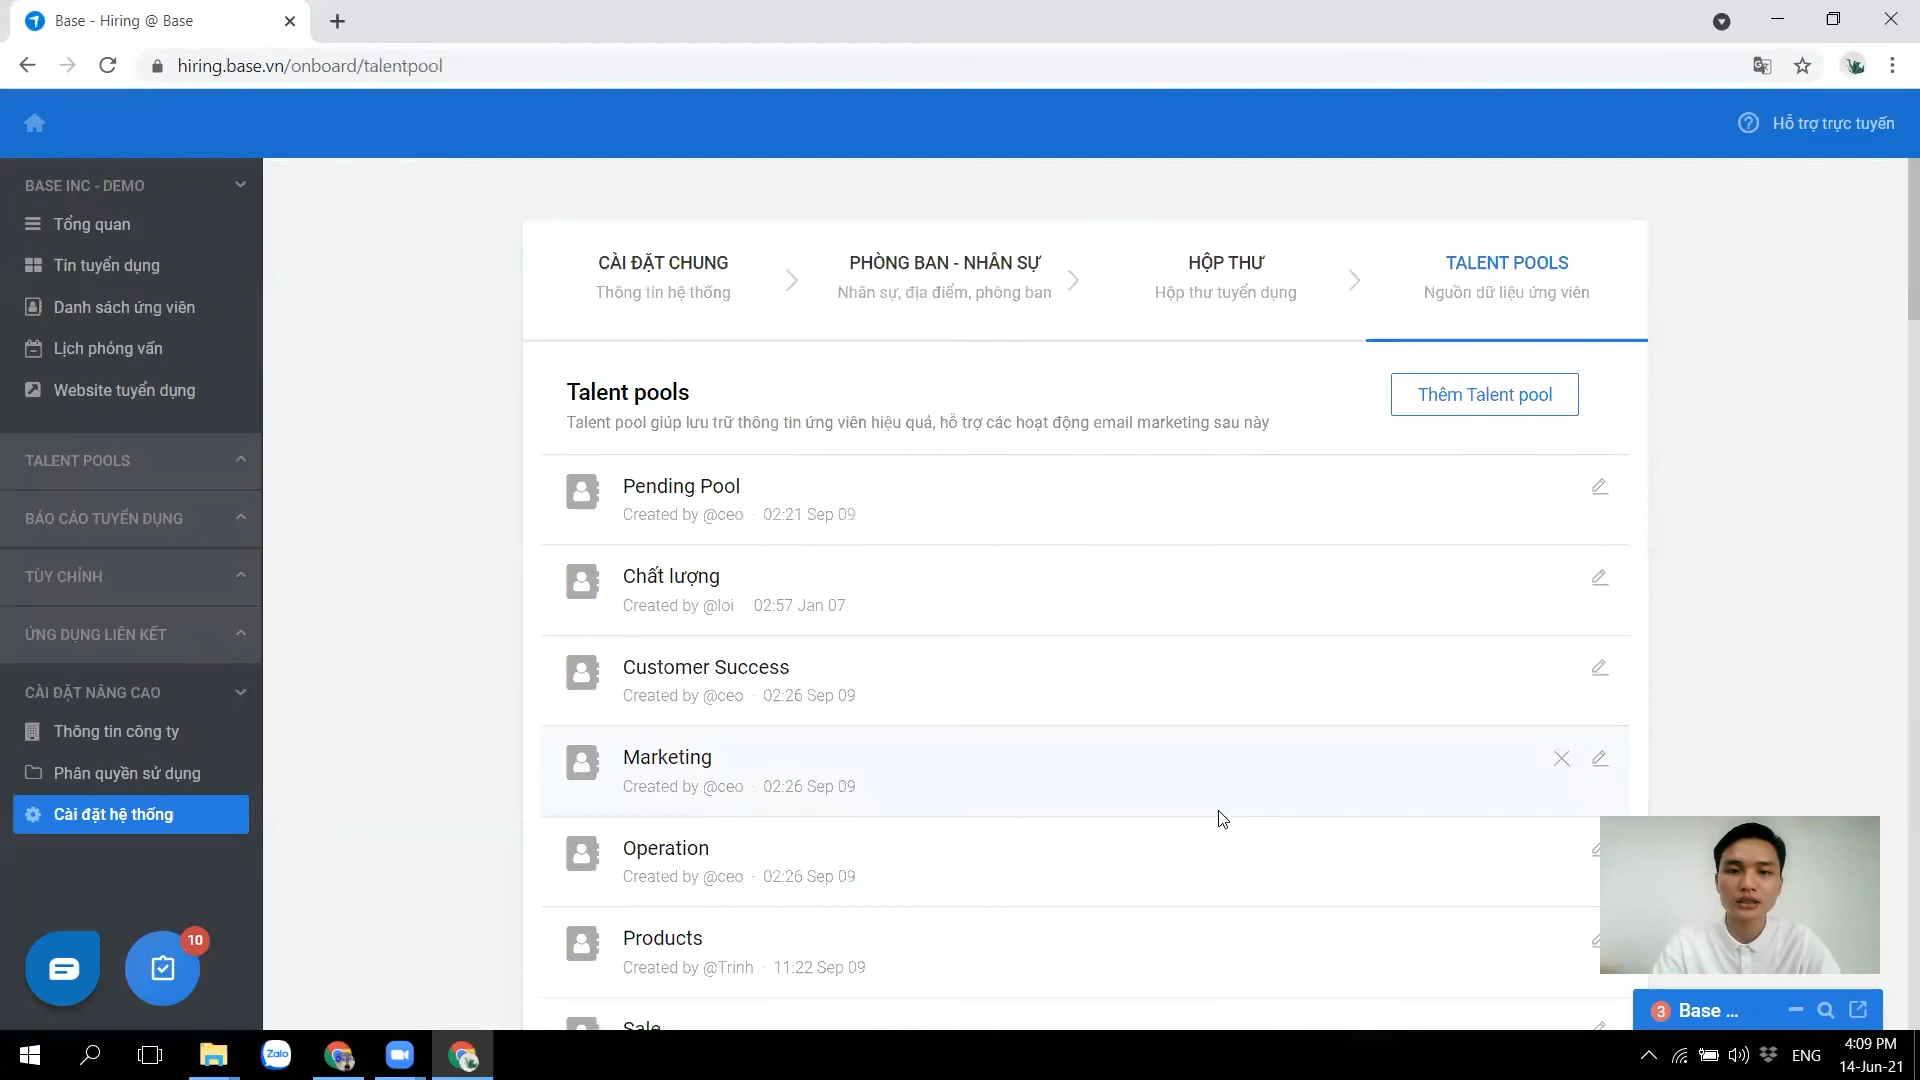 Base - Hiring @ Base
hiring.base.vn/onboard/talentpool
Hỗ trợ trực tuyến
BASE INC - DEMO
Tổng quan
Tin tuyển dụng
Danh sách ứng viên
Lịch phỏng vấn
Website tuyển dụng
TALENT POOLS
BÁO CÁO TUYỂN DỤNG
TÙY CHỈNH
ỨNG DỤNG LIÊN KẾT
CÀI ĐẶT NÂNG CAO
Thông tin công ty
Phân quyền sử dụng
Cài đặt hệ thống
10
CÀI ĐẶT CHUNG
Thông tin hệ thống
PHÒNG BAN - NHÂN SỰ
Nhân sự, địa điểm, phòng ban
HỘP THƯ
Hộp thư tuyển dụng
TALENT POOLS
Nguồn dữ liệu ứng viên
Talent pools
Talent pool giúp lưu trữ thông tin ứng viên hiệu quả, hỗ trợ các hoạt động email marketing sau này
Thêm Talent pool
Pending Pool
Created by @ceo · 02:21 Sep 09
Chất lượng
Created by @loi 02:57 Jan 07
Customer Success
Created by @ceo · 02:26 Sep 09
Marketing
Created by @ceo · 02:26 Sep 09
Operation
Created by @ceo · 02:26 Sep 09
Products
Created by @Trinh · 11:22 Sep 09
Sale
3 Base ...
Zalo
ENG
4:09 PM
14-Jun-21